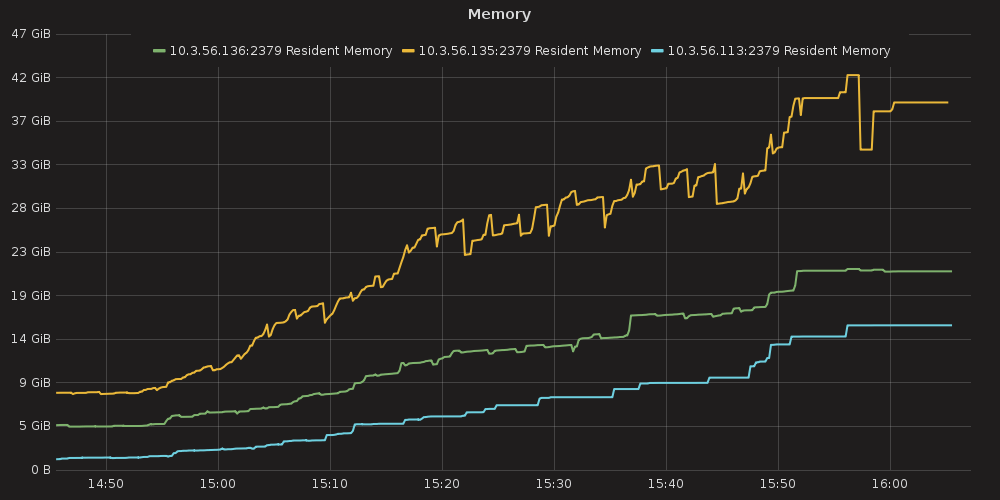 Memory
47 GiB
10.3.56.136:2379 Resident Memory 10.3.56.135:2379 Resident Memory 10.3.56.113:2379 Resident Memory
42 GiB
37 GiB
33 GiB
28 GiB
23 GiB
19 GiB
14 GiB
9 GiB
5 GiB
0 B
14:50 15:00 15:10 15:20 15:30 15:40 15:50 16:00